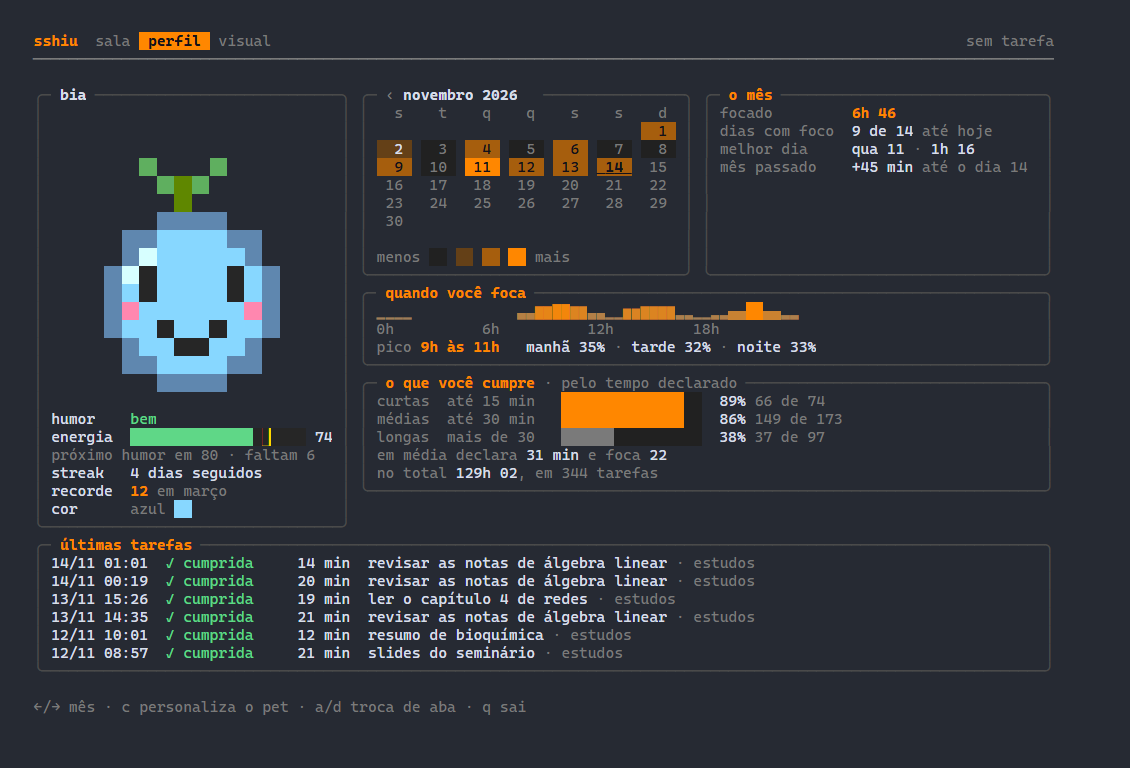 sshiu sala perfil visual sem tarefa
bia
humor bem
energia 74
próximo humor em 80 · faltam 6
streak 4 dias seguidos
recorde 12 em março
cor azul
‹ novembro 2026
s t q q s s d
1
2 3 4 5 6 7 8
9 10 11 12 13 14 15
16 17 18 19 20 21 22
23 24 25 26 27 28 29
30
menos mais
o mês
focado 6h 46
dias com foco 9 de 14 até hoje
melhor dia qua 11 · 1h 16
mês passado +45 min até o dia 14
quando você foca
0h 6h 12h 18h
pico 9h às 11h manhã 35% · tarde 32% · noite 33%
o que você cumpre · pelo tempo declarado
curtas até 15 min 89% 66 de 74
médias até 30 min 86% 149 de 173
longas mais de 30 38% 37 de 97
em média declara 31 min e foca 22
no total 129h 02, em 344 tarefas
últimas tarefas
14/11 01:01 ✓ cumprida 14 min revisar as notas de álgebra linear · estudos
14/11 00:19 ✓ cumprida 20 min revisar as notas de álgebra linear · estudos
13/11 15:26 ✓ cumprida 19 min ler o capítulo 4 de redes · estudos
13/11 14:35 ✓ cumprida 21 min revisar as notas de álgebra linear · estudos
12/11 10:01 ✓ cumprida 12 min resumo de bioquímica · estudos
12/11 08:57 ✓ cumprida 21 min slides do seminário · estudos
←/→ mês · c personaliza o pet · a/d troca de aba · q sai